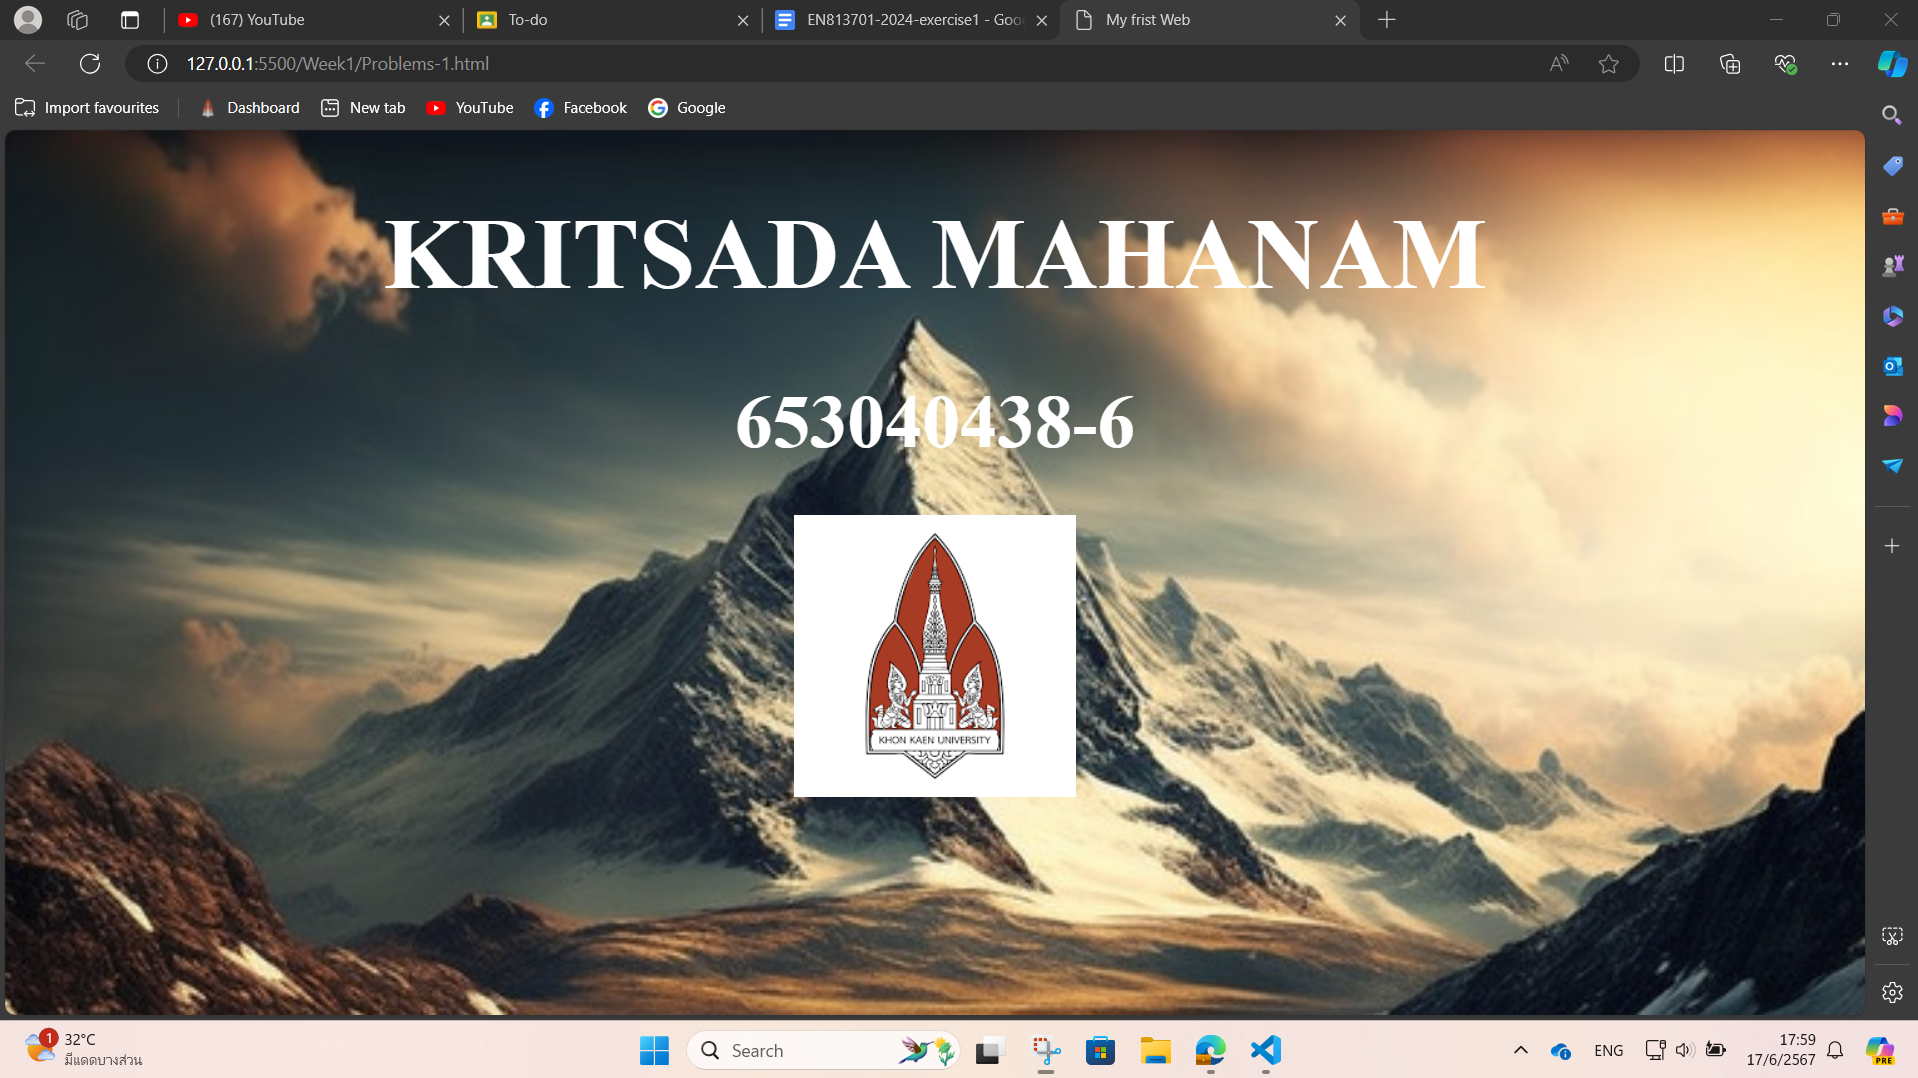 (167) YouTube
To-do
EN813701-2024-exercise1 - Goo
My frist Web
127.0.0.1:5500/Week1/Problems-1.html
Import favourites
Dashboard
New tab
YouTube
Facebook
Google
KRITSADA MAHANAM
653040438-6
KHON KAEN UNIVERSITY
1
32°C
มีแดดบางส่วน
Search
ENG
17:59
17/6/2567
PRE